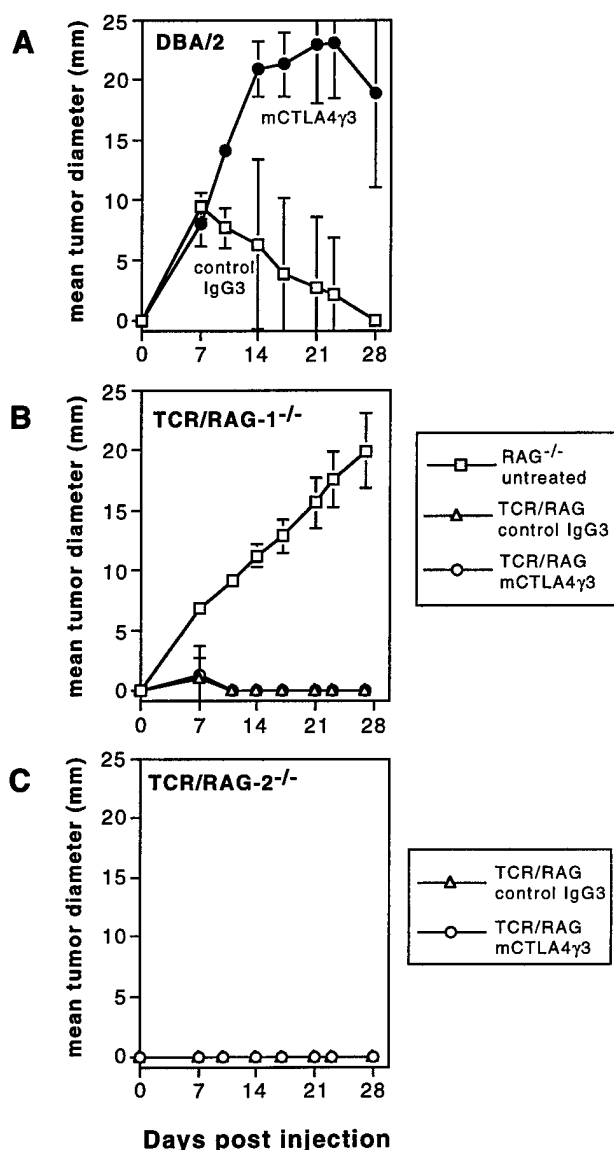 A
DBA/2
mean tumor diameter (mm)
25
20
15
10
5
0
mCTLA4γ3
control
IgG3
0 7 14 21 28
B
TCR/RAG-1-/-
mean tumor diameter (mm)
25
20
15
10
5
0
0 7 14 21 28
RAG-/-
untreated
TCR/RAG
control IgG3
TCR/RAG
mCTLA4γ3
C
TCR/RAG-2-/-
mean tumor diameter (mm)
25
20
15
10
5
0
0 7 14 21 28
TCR/RAG
control IgG3
TCR/RAG
mCTLA4γ3
Days post injection